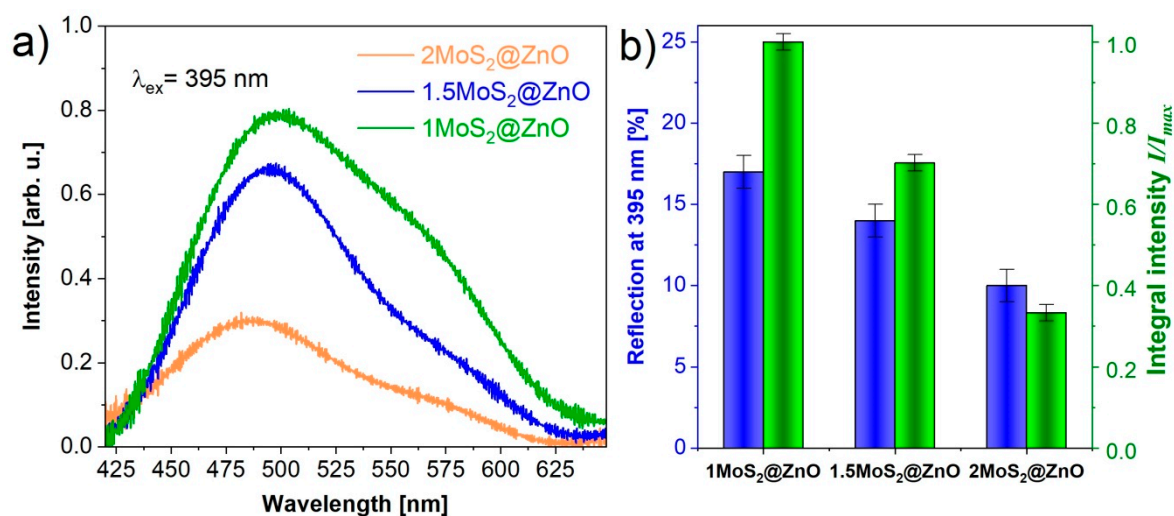 a)
λex= 395 nm
2MoS2@ZnO
1.5MoS2@ZnO
1MoS2@ZnO
Intensity [arb. u.]
1.0
0.8
0.6
0.4
0.2
0.0
425 450 475 500 525 550 575 600 625
Wavelength [nm]
b)
Reflection at 395 nm [%]
25
20
15
10
5
0
1MoS2@ZnO 1.5MoS2@ZnO 2MoS2@ZnO
1.0
0.8
0.6
0.4
0.2
0.0
Integral intensity I/Imax